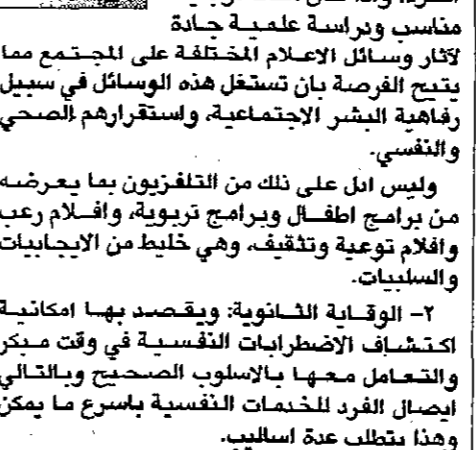 مناسب ودراسة علمية جادة
لآثار وسائل الاعلام المختلفة على المجتمع مما
يتيح الفرصة بان تستغل هذه الوسائل في سبيل
رفاهية البشر الاجتماعية، واستقرارهم الصحي
والنفسي.
وليس ادل على ذلك من التلفزيون بما يعرضه
من برامج اطفال وبرامج تربوية، وافلام رعب
وافلام توعية وتثقيف، وهي خليط من الايجابيات
والسلبيات.
٢- الوقاية الثانوية: ويقصد بها امكانية
اكتشاف الاضطرابات النفسية في وقت مبكر
والتعامل معها بالاسلوب الصحيح وبالتالي
ايصال الفرد للخدمات النفسية باسرع ما يمكن
وهذا يتطلب عدة اساليب.